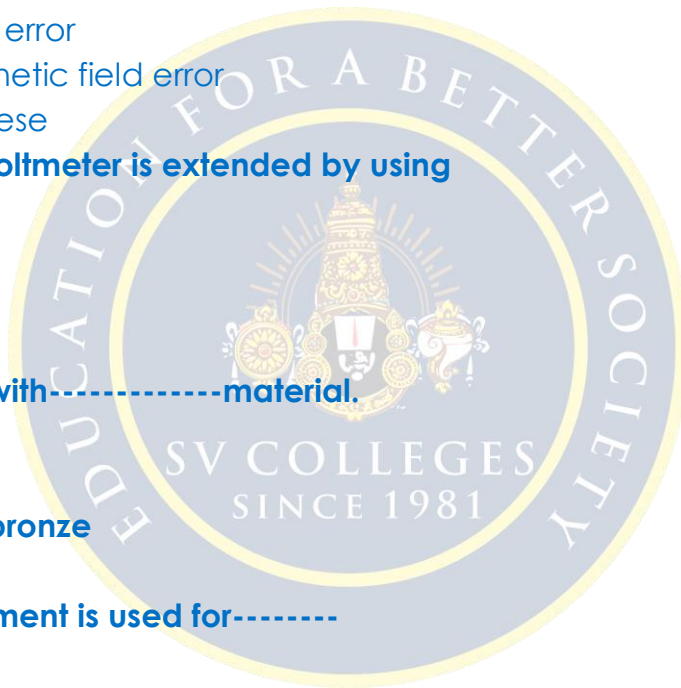 error
netic field error
ese
oltmeter is extended by using
with-------------material.
bronze
ment is used for--------
EDUCATION FOR A BETTER SOCIETY
SV COLLEGES
SINCE 1981